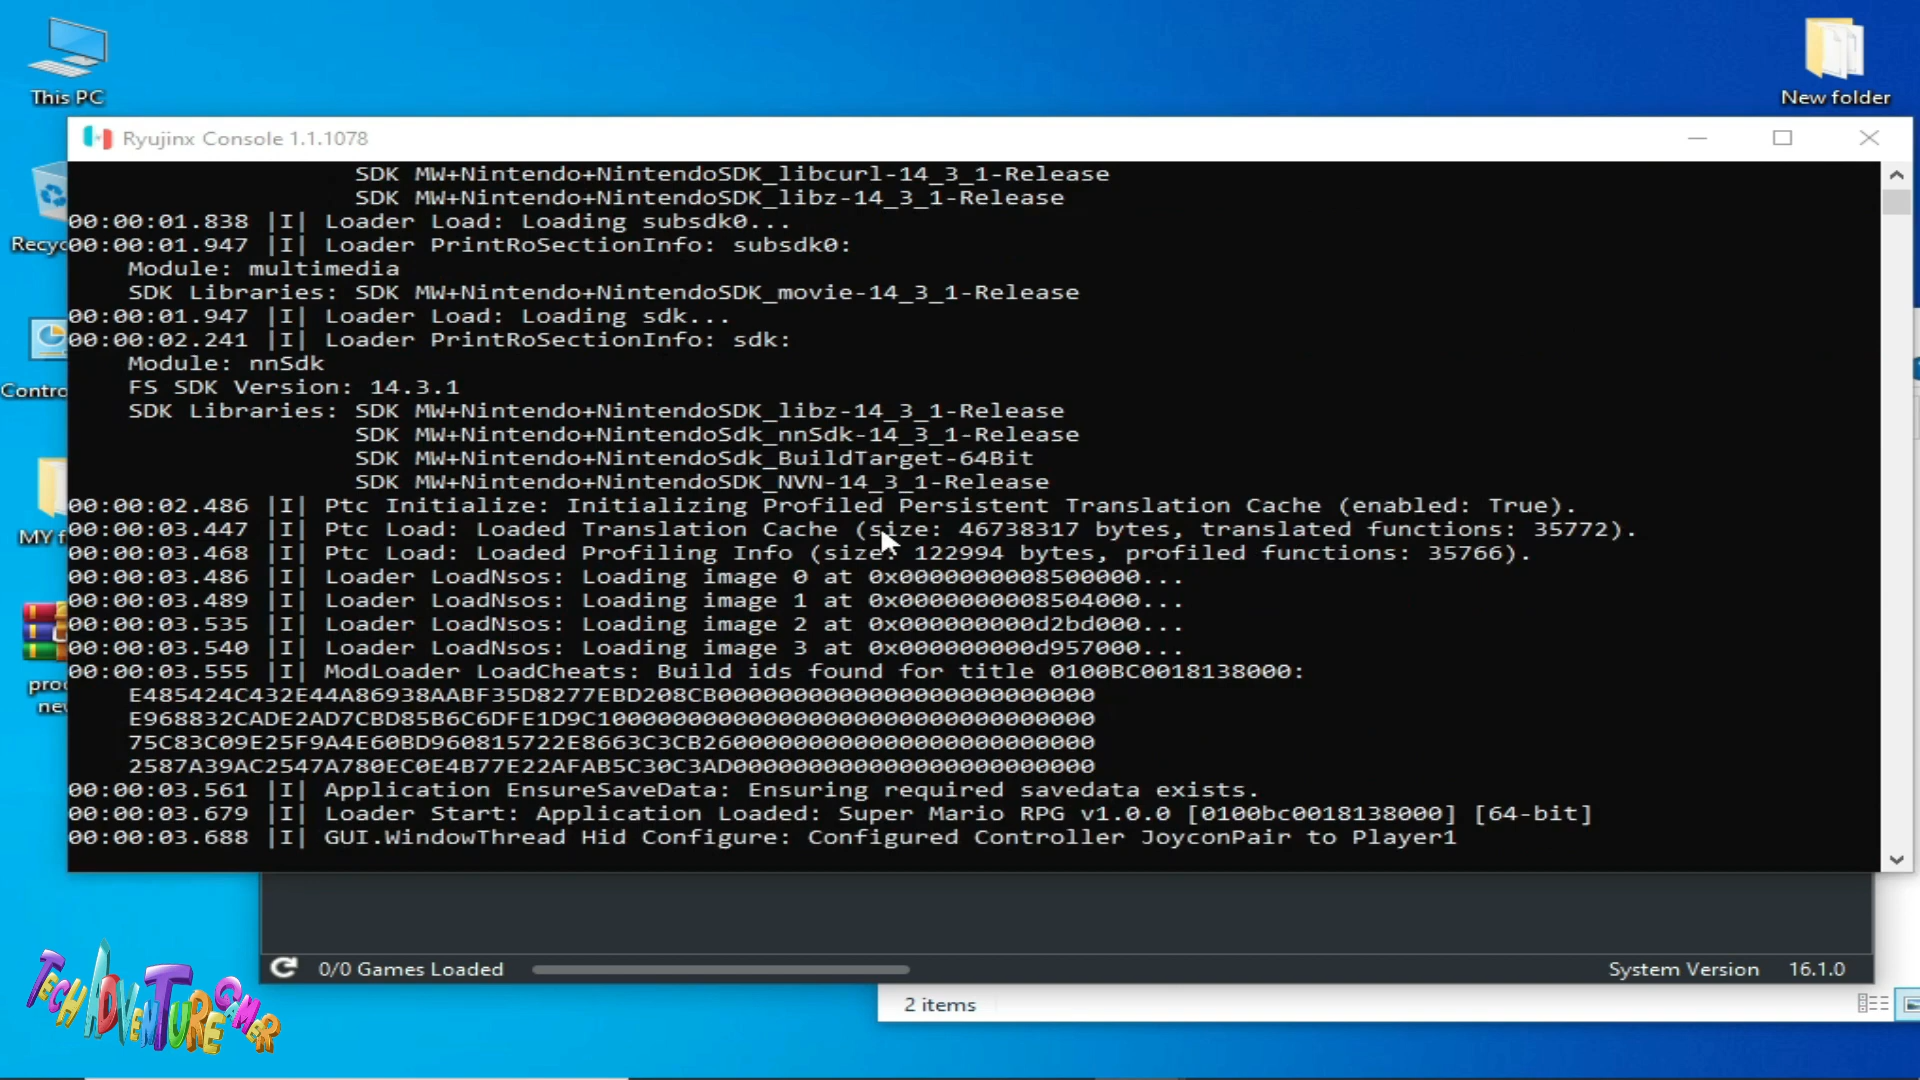 This PC
New folder
Ryujinx Console 1.1.1078
SDK MW+Nintendo+NintendoSDK_libcurl-14_3_1-Release
SDK MW+Nintendo+NintendoSDK_libz-14_3_1-Release
00:00:01.838 |I| Loader Load: Loading subsdk0...
00:00:01.947 |I| Loader PrintRoSectionInfo: subsdk0:
Module: multimedia
SDK Libraries: SDK MW+Nintendo+NintendoSDK_movie-14_3_1-Release
00:00:01.947 |I| Loader Load: Loading sdk...
00:00:02.241 |I| Loader PrintRoSectionInfo: sdk:
Module: nnSdk
FS SDK Version: 14.3.1
SDK Libraries: SDK MW+Nintendo+NintendoSDK_libz-14_3_1-Release
SDK MW+Nintendo+NintendoSdk_nnSdk-14_3_1-Release
SDK MW+Nintendo+NintendoSdk_BuildTarget-64Bit
SDK MW+Nintendo+NintendoSDK_NVN-14_3_1-Release
00:00:02.486 |I| Ptc Initialize: Initializing Profiled Persistent Translation Cache (enabled: True).
00:00:03.447 |I| Ptc Load: Loaded Translation Cache (size: 46738317 bytes, translated functions: 35772).
00:00:03.468 |I| Ptc Load: Loaded Profiling Info (size: 122994 bytes, profiled functions: 35766).
00:00:03.486 |I| Loader LoadNsos: Loading image 0 at 0x0000000008500000...
00:00:03.489 |I| Loader LoadNsos: Loading image 1 at 0x0000000008504000...
00:00:03.535 |I| Loader LoadNsos: Loading image 2 at 0x000000000d2bd000...
00:00:03.540 |I| Loader LoadNsos: Loading image 3 at 0x000000000d957000...
00:00:03.555 |I| ModLoader LoadCheats: Build ids found for title 0100BC0018138000:
E485424C432E44A86938AABF35D8277EBD208CB0000000000000000000000000
E968832CADE2AD7CBD85B6C6DFE1D9C100000000000000000000000000000000
75C83C09E25F9A4E60BD960815722E8663C3CB26000000000000000000000000
2587A39AC2547A780EC0E4B77E22AFAB5C30C3AD000000000000000000000000
00:00:03.561 |I| Application EnsureSaveData: Ensuring required savedata exists.
00:00:03.679 |I| Loader Start: Application Loaded: Super Mario RPG v1.0.0 [0100bc0018138000] [64-bit]
00:00:03.688 |I| GUI.WindowThread Hid Configure: Configured Controller JoyconPair to Player1
Recyc
Contro
MY f
prod
new
0/0 Games Loaded
System Version 16.1.0
2 items
TECH ADVENTURE GAMER